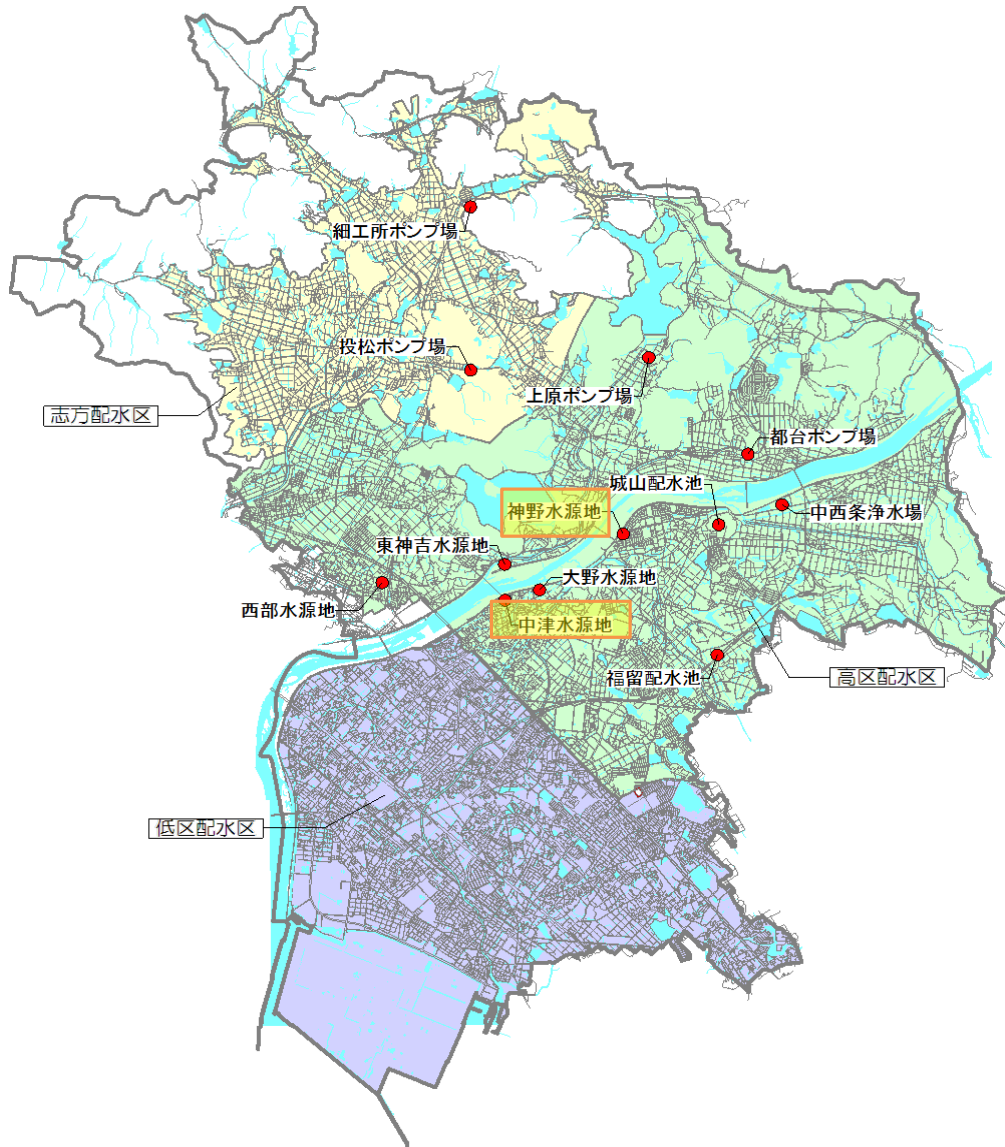 細工所ポンプ場
投松ポンプ場
上原ポンプ場
志方配水区
都台ポンプ場
城山配水池
神野水源地
中西条浄水場
東神吉水源地
大野水源地
西部水源地
中津水源地
福留配水池
高区配水区
低区配水区